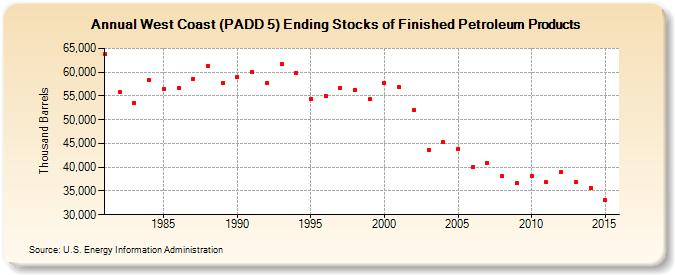 Annual West Coast (PADD 5) Ending Stocks of Finished Petroleum Products
Thousand Barrels
65,000
60,000
55,000
50,000
45,000
40,000
35,000
30,000
1985 1990 1995 2000 2005 2010 2015
Source: U.S. Energy Information Administration